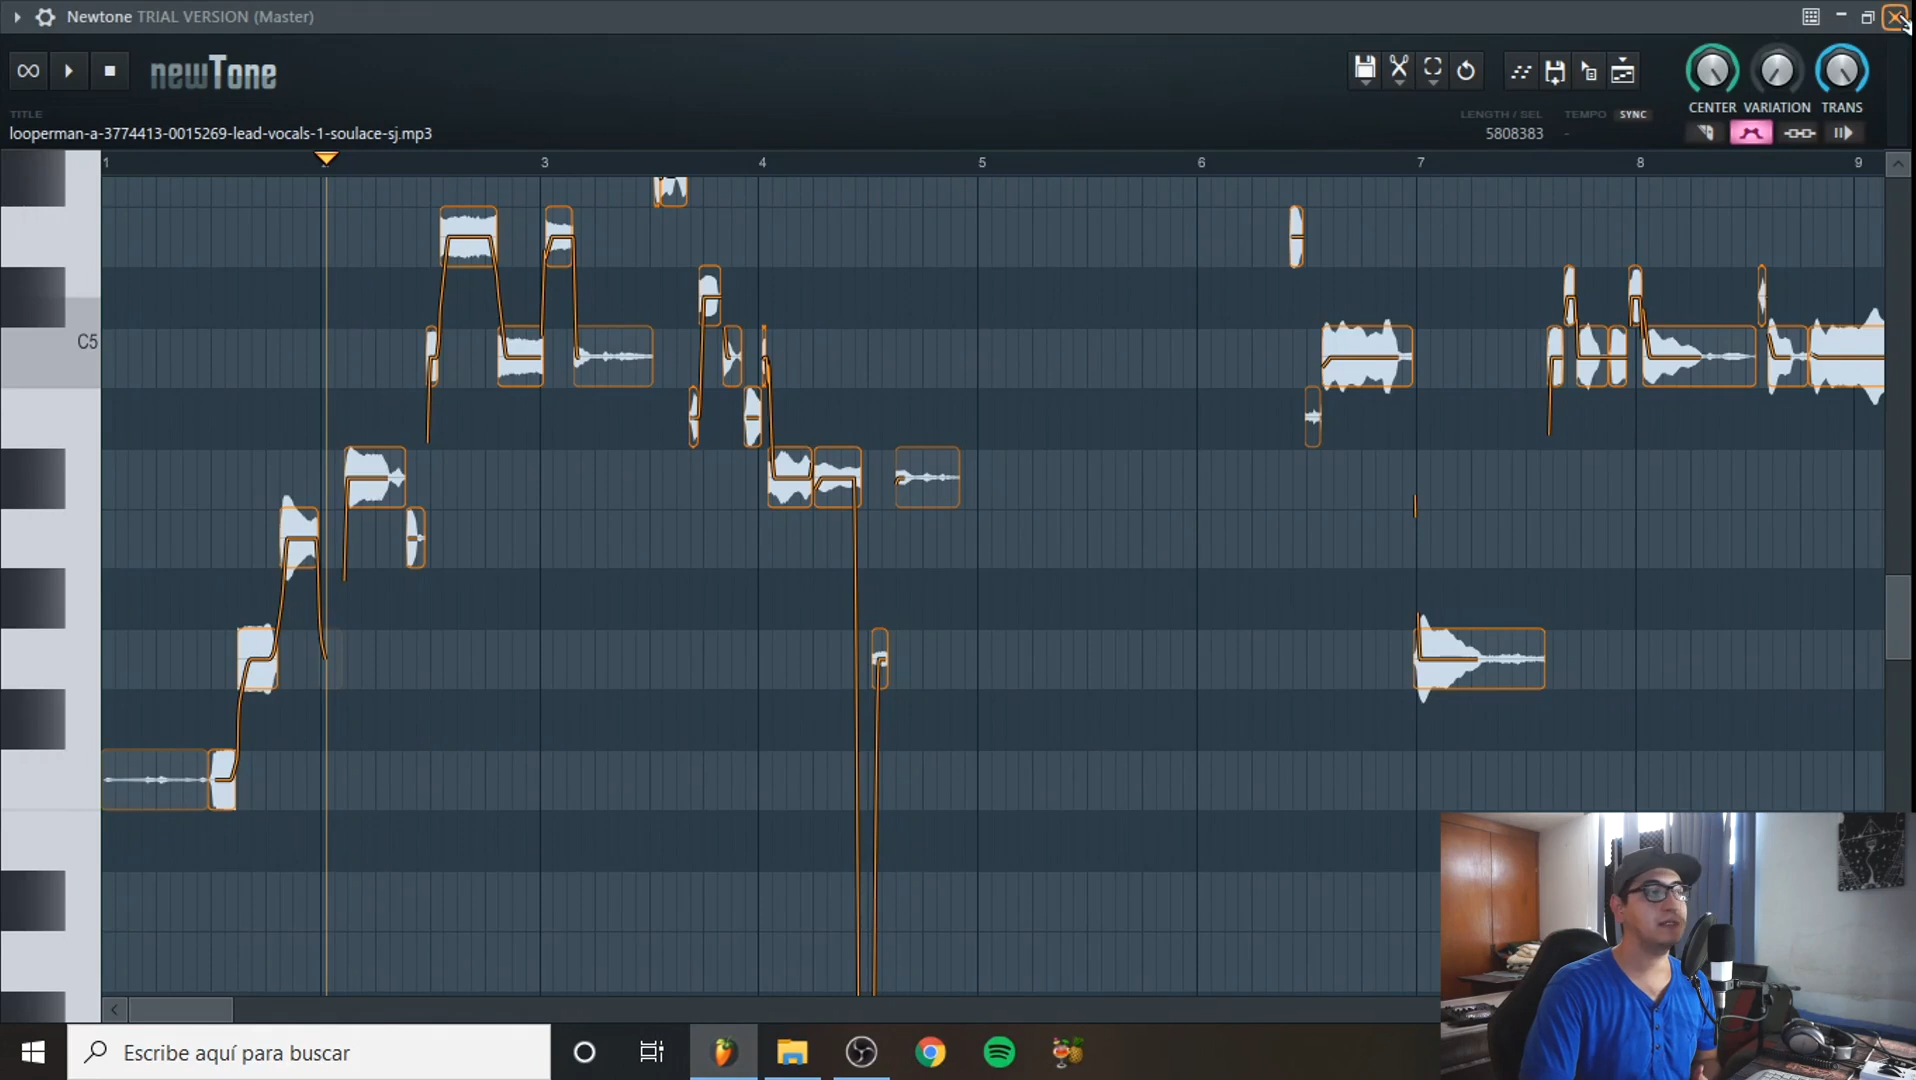 Newtone TRIAL VERSION (Master)
newTone
CENTER VARIATION TRANS
TITLE
LENGTH / SEL TEMPO SYNC
looperman-a-3774413-0015269-lead-vocals-1-soulace-sj.mp3
5808383 -
1 2 3 4 5 6 7 8 9
C5
Escribe aquí para buscar